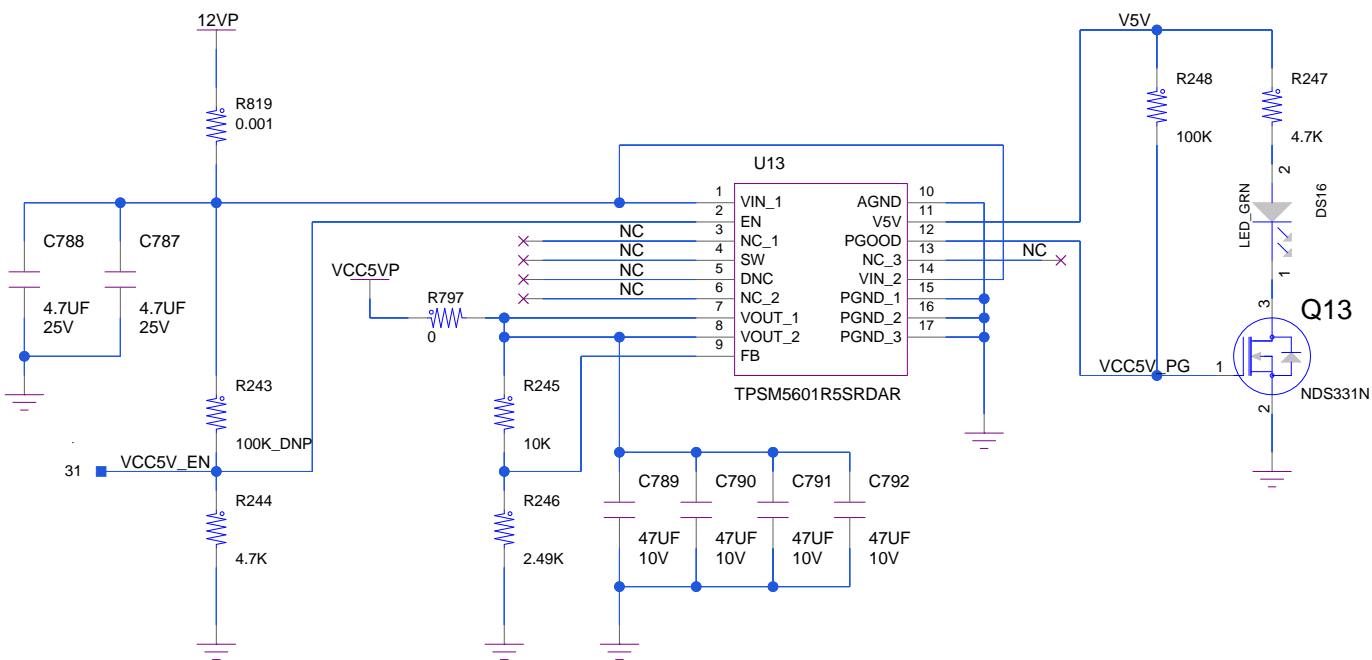 12VP
R819
0.001
C788
4.7UF
25V
C787
4.7UF
25V
R243
100K_DNP
31
VCC5V_EN
R244
4.7K
VCC5VP
R797
0
NC
NC
NC
NC
U13
1 VIN_1
2 EN
3 NC_1
4 SW
5 DNC
6 NC_2
7 VOUT_1
8 VOUT_2
9 FB
AGND 10
V5V 11
PGOOD 12
NC_3 13
VIN_2 14
PGND_1 15
PGND_2 16
PGND_3 17
TPSM5601R5SRDAR
NC
R245
10K
R246
2.49K
C789
47UF
10V
C790
47UF
10V
C791
47UF
10V
C792
47UF
10V
V5V
R248
100K
R247
4.7K
2
LED_GRN
DS16
1
3
Q13
VCC5V_PG
1
2
NDS331N